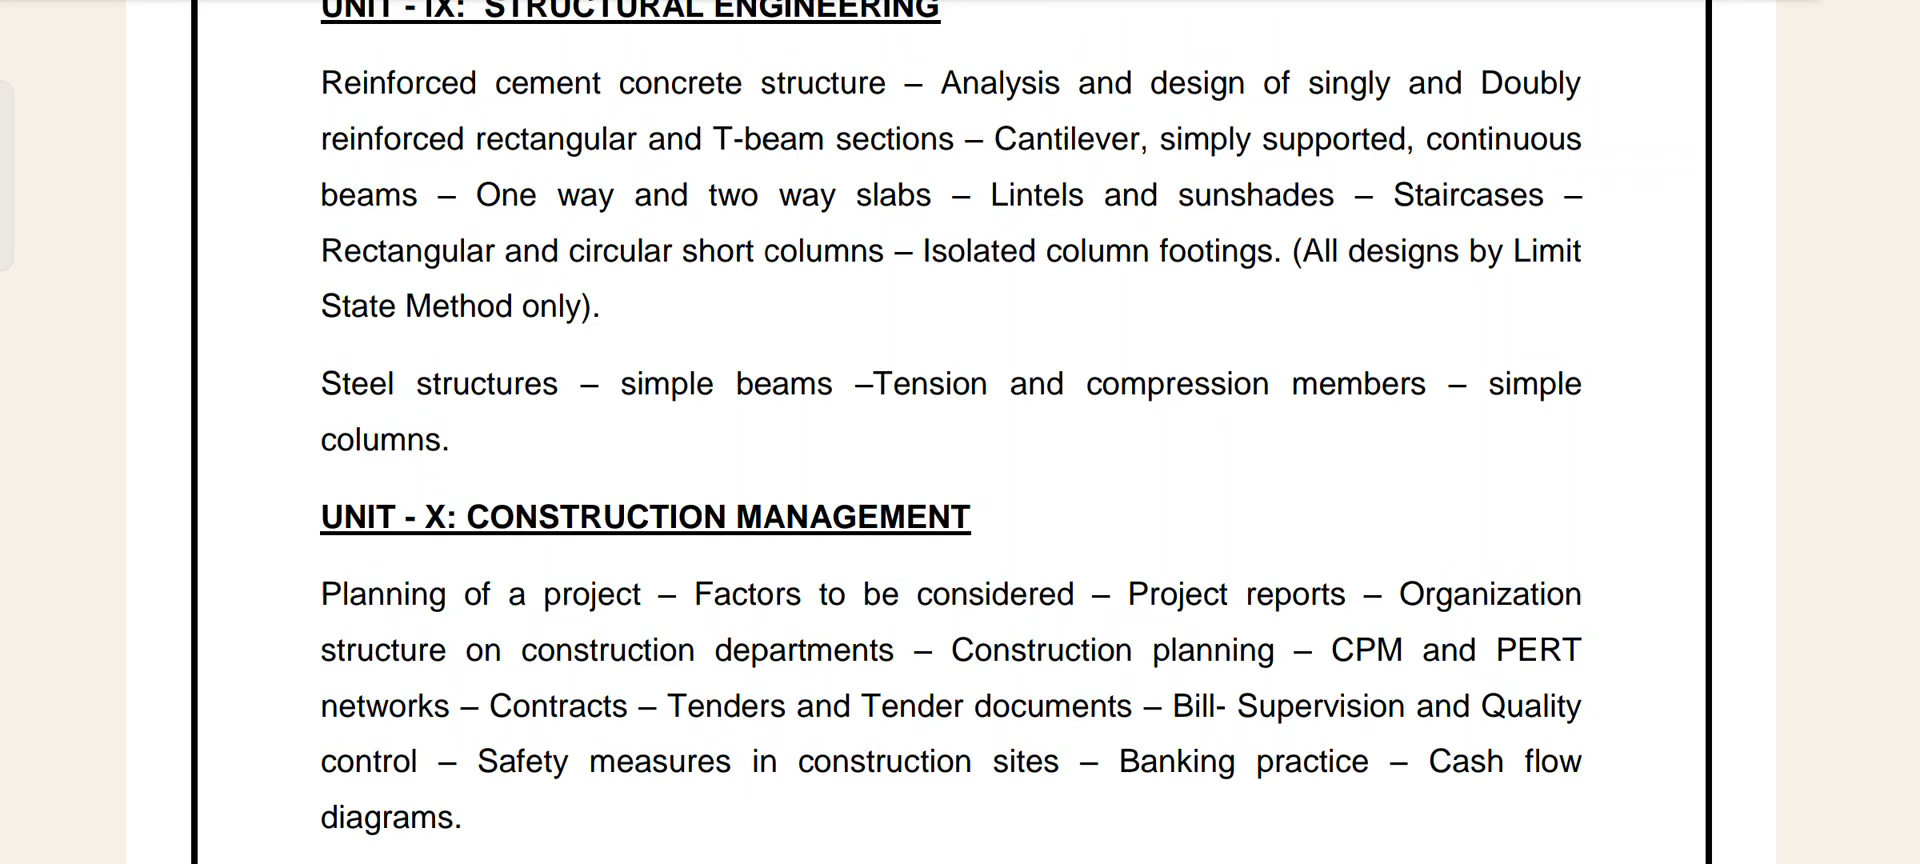 UNIT - IX: STRUCTURAL ENGINEERING
Reinforced cement concrete structure – Analysis and design of singly and Doubly
reinforced rectangular and T-beam sections – Cantilever, simply supported, continuous
beams – One way and two way slabs – Lintels and sunshades – Staircases –
Rectangular and circular short columns – Isolated column footings. (All designs by Limit
State Method only).
Steel structures – simple beams –Tension and compression members – simple
columns.
UNIT - X: CONSTRUCTION MANAGEMENT
Planning of a project – Factors to be considered – Project reports – Organization
structure on construction departments – Construction planning – CPM and PERT
networks – Contracts – Tenders and Tender documents – Bill- Supervision and Quality
control – Safety measures in construction sites – Banking practice – Cash flow
diagrams.